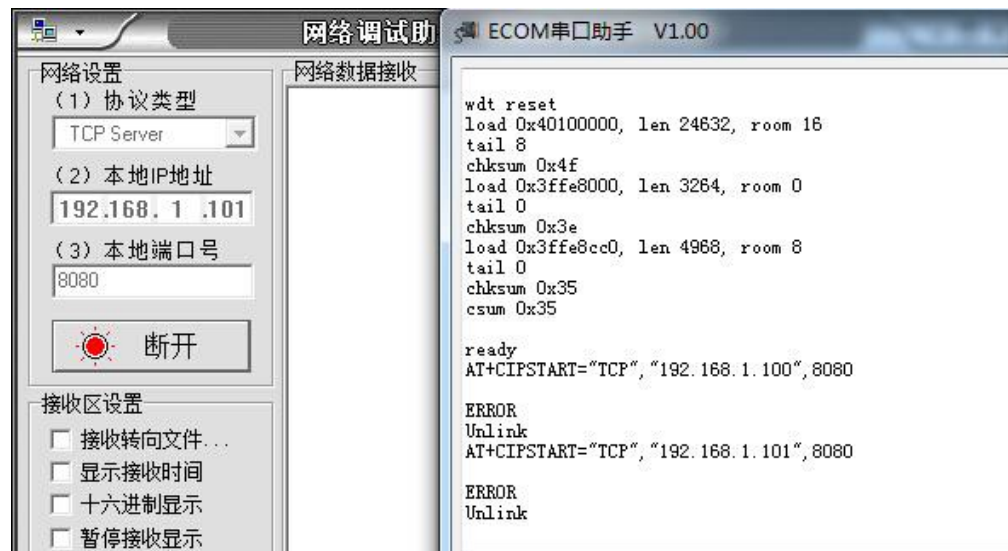 网络调试助
网络设置
（1）协议类型
TCP Server
（2）本地IP地址
192.168. 1 .101
（3）本地端口号
8080
断开
接收区设置
接收转向文件...
显示接收时间
十六进制显示
暂停接收显示
网络数据接收
ECOM串口助手 V1.00
wdt reset
load 0x40100000, len 24632, room 16
tail 8
chksum 0x4f
load 0x3ffe8000, len 3264, room 0
tail 0
chksum 0x3e
load 0x3ffe8cc0, len 4968, room 8
tail 0
chksum 0x35
csum 0x35
ready
AT+CIPSTART="TCP","192.168.1.100",8080
ERROR
Unlink
AT+CIPSTART="TCP","192.168.1.101",8080
ERROR
Unlink